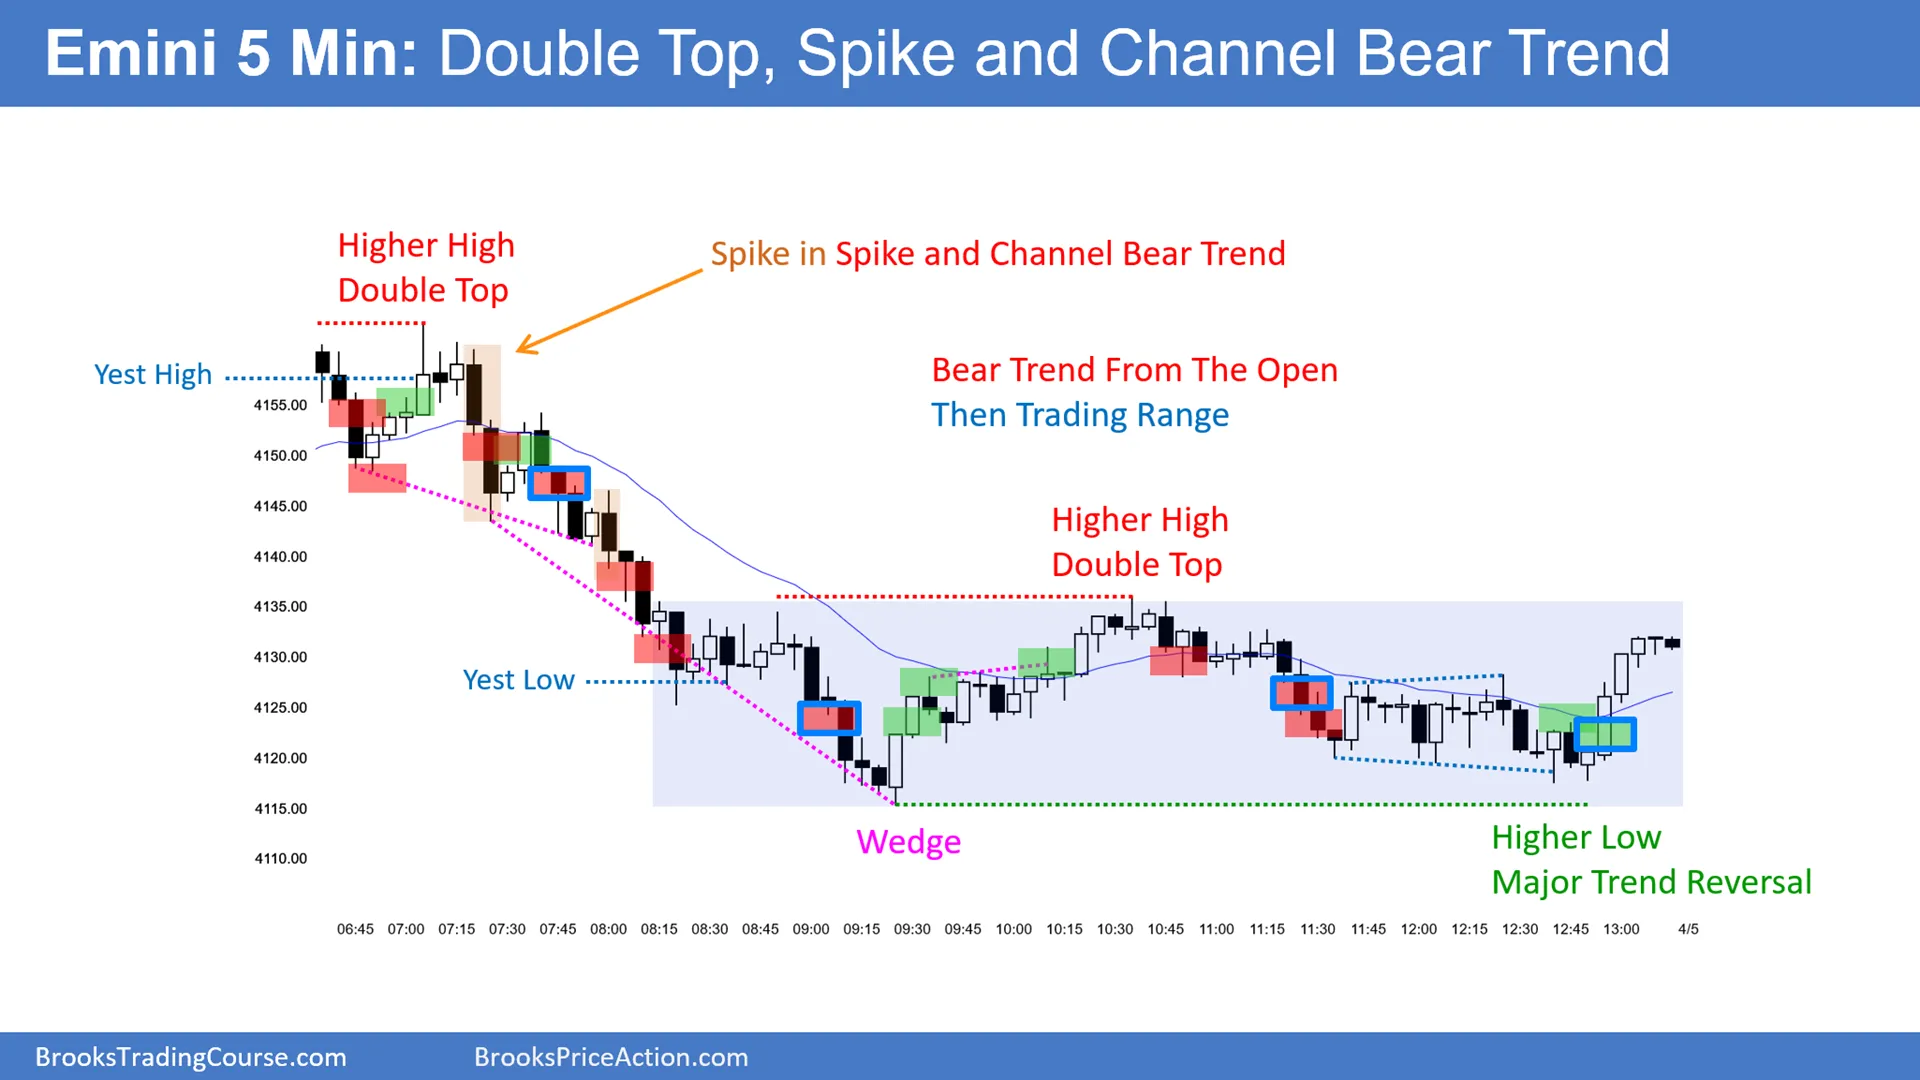 Emini 5 Min: Double Top, Spike and Channel Bear Trend
Higher High
Double Top
Spike in Spike and Channel Bear Trend
Yest High
Bear Trend From The Open
Then Trading Range
4155.00
4150.00
4145.00
4140.00
4135.00
4130.00
4125.00
4120.00
4115.00
4110.00
Higher High
Double Top
Yest Low
Wedge
Higher Low
Major Trend Reversal
06:45 07:00 07:15 07:30 07:45 08:00 08:15 08:30 08:45 09:00 09:15 09:30 09:45 10:00 10:15 10:30 10:45 11:00 11:15 11:30 11:45 12:00 12:15 12:30 12:45 13:00 4/5
BrooksTradingCourse.com BrooksPriceAction.com